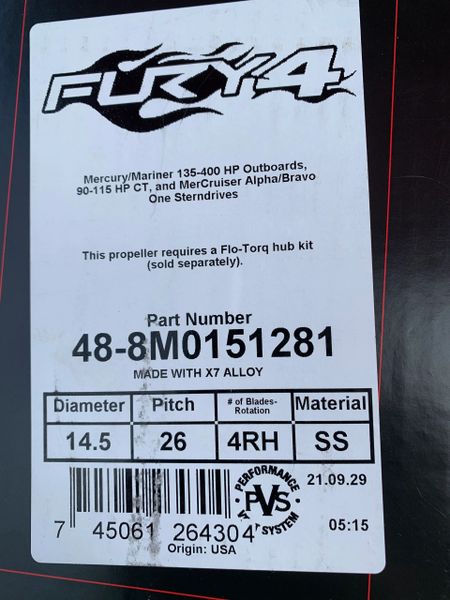 FURY 4
Mercury/Mariner 135-400 HP Outboards,
90-115 HP CT, and MerCruiser Alpha/Bravo
One Sterndrives
This propeller requires a Flo-Torq hub kit
(sold separately).
Part Number
48-8M0151281
MADE WITH X7 ALLOY
Diameter Pitch # of Blades-Rotation Material
14.5 26 4RH SS
PERFORMANCE
PVS
SYSTEM
21.09.29
05:15
7 45061 264304
Origin: USA